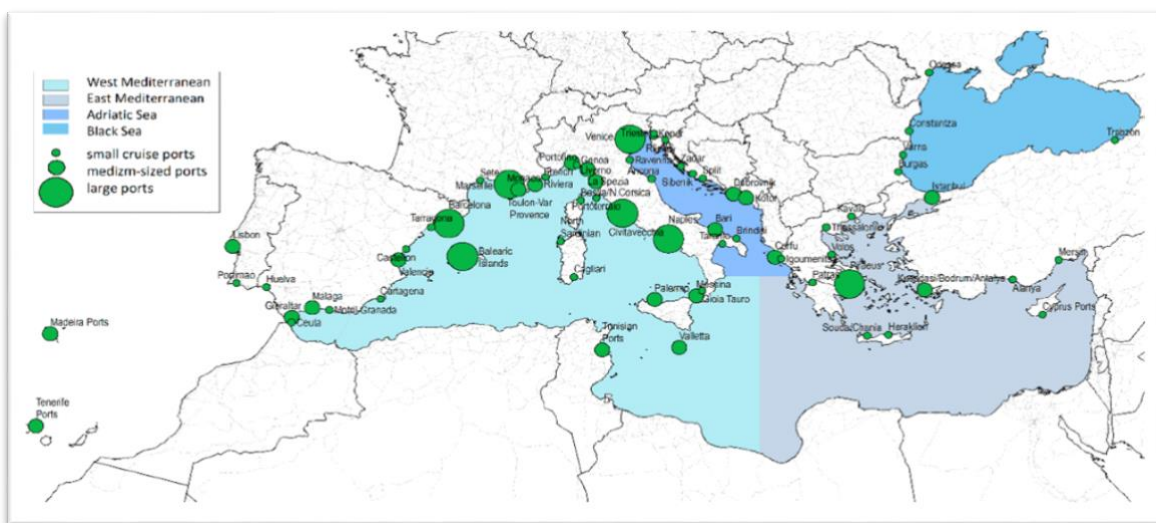 West Mediterranean
East Mediterranean
Adriatic Sea
Black Sea
small cruise ports
medizm-sized ports
large ports
Odessa
Constantza
Varna
Burgas
Trabzon
Istanbul
Venice
Trieste
Koper
Ravenna
Ancona
Zadar
Sibenik
Split
Dubrovnik
Kotor
Portofino
Genoa
Livorno
La Spezia
Sete
Marseille
Monaco
French
Riviera
Toulon-Var
Provence
Bastia/N Corsica
Portoferraio
North
Sardinian
Civitavecchia
Naples
Bari
Brindisi
Taranto
Corfu
Igoumenitsa
Kavala
Thessaloniki
Volos
Patras
Piraeus
Kusadasi/Bodrum/Antalya
Alanya
Mersin
Cyprus Ports
Souda/Chania
Heraklion
Tarragona
Barcelona
Balearic
Islands
Castellon
Valencia
Cartagena
Lisbon
Portimao
Huelva
Gibraltar
Malaga
Motril-Granada
Ceuta
Cagliari
Palermo
Messina
Gioia Tauro
Tunisian
Ports
Valletta
Madeira Ports
Tenerife
Ports